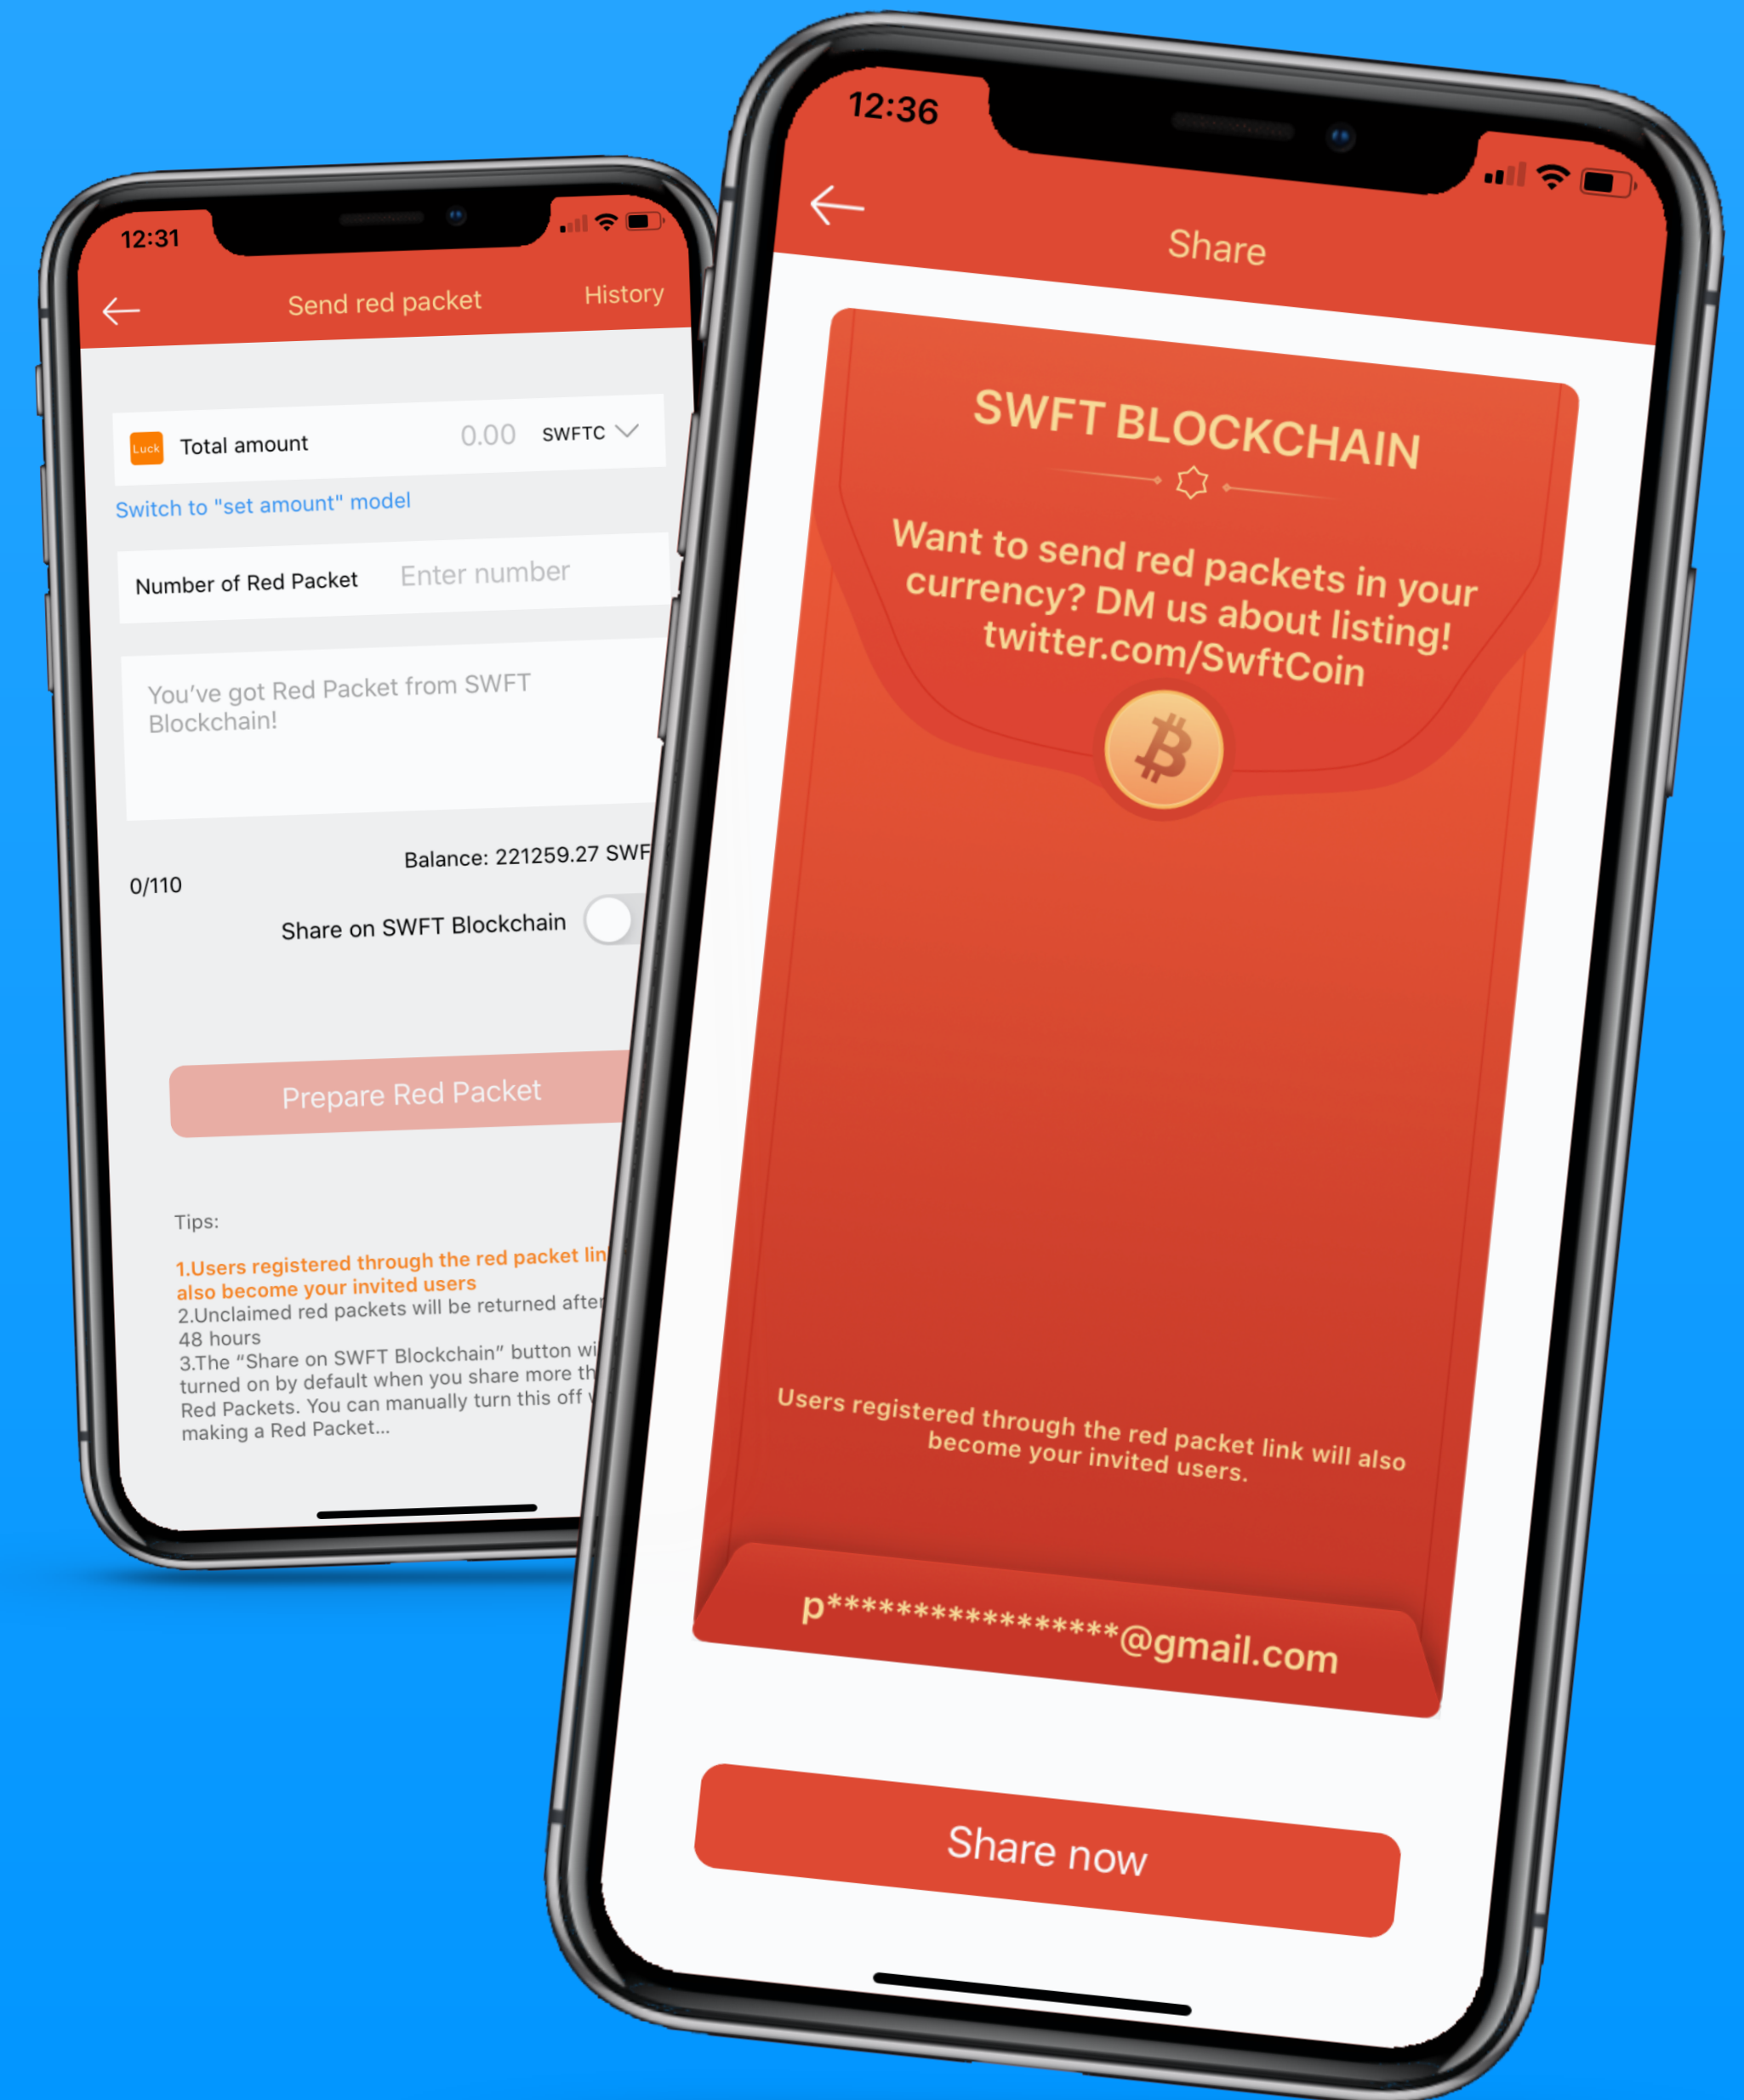 12:31
Send red packet
History
Luck
Total amount
0.00
SWFTC
Switch to "set amount" model
Number of Red Packet
Enter number
You've got Red Packet from SWFT
Blockchain!
Balance: 221259.27
0/110
Share on SWFT Blockchain
Prepare Red Packet
Tips:
1.Users registered through the red packet
also become your invited users
2.Unclaimed red packets will be returned after
48 hours
3.The “Share on SWFT Blockchain” button
turned on by default when you share more
Red Packets. You can manually turn this off
making a Red Packet...
12:36
Share
SWFT BLOCKCHAIN
Want to send red packets in your
currency? DM us about listing!
twitter.com/SwftCoin
Users registered through the red packet link will also
become your invited users.
p*****************@gmail.com
Share now